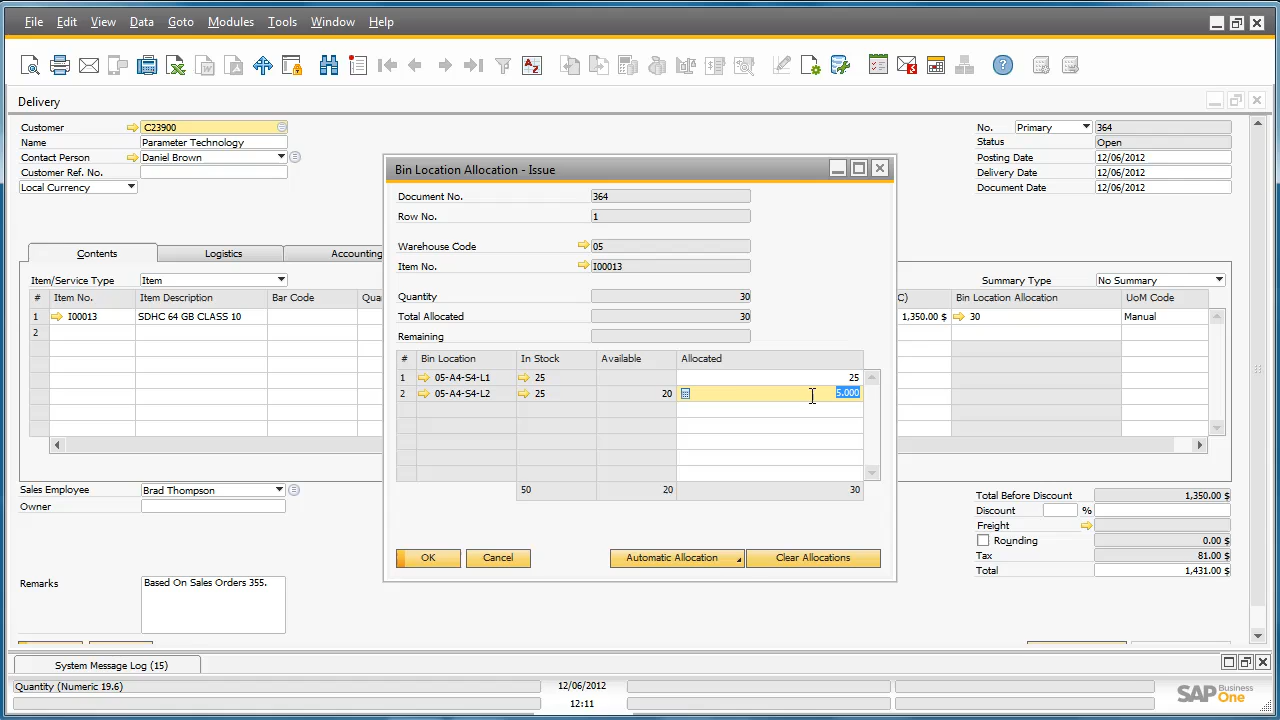 File Edit View Data Goto Modules Tools Window Help
Delivery
Customer C23900
Name Parameter Technology
Contact Person Daniel Brown
Customer Ref. No.
Local Currency
No. Primary 364
Status Open
Posting Date 12/06/2012
Delivery Date 12/06/2012
Document Date 12/06/2012
Contents Logistics Accounting
Item/Service Type Item
Summary Type No Summary
# Item No. Item Description Bar Code Qua C) Bin Location Allocation UoM Code
1 I00013 SDHC 64 GB CLASS 10 1,350.00 $ 30 Manual
2
Bin Location Allocation - Issue
Document No. 364
Row No. 1
Warehouse Code 05
Item No. I00013
Quantity 30
Total Allocated 30
Remaining
# Bin Location In Stock Available Allocated
1 05-A4-S4-L1 25 25
2 05-A4-S4-L2 25 20 5.000
50 20 30
OK Cancel Automatic Allocation Clear Allocations
Sales Employee Brad Thompson
Owner
Remarks Based On Sales Orders 355.
Total Before Discount 1,350.00 $
Discount %
Freight
Rounding 0.00 $
Tax 81.00 $
Total 1,431.00 $
System Message Log (15)
Quantity (Numeric 19.6) 12/06/2012
12:11
SAP Business One